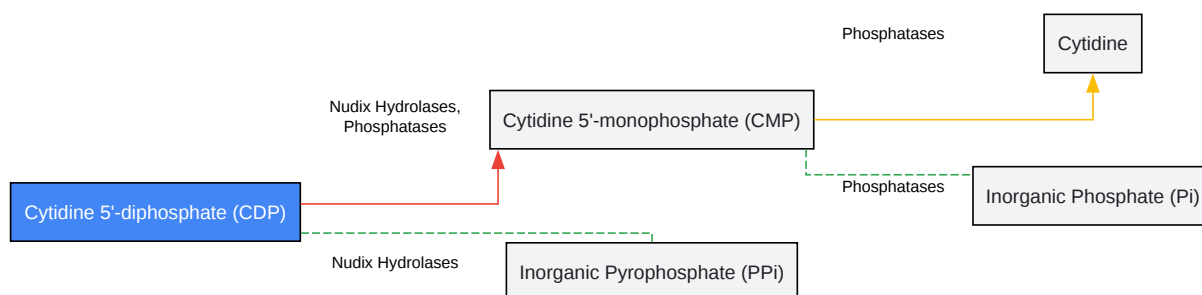 Phosphatases
Cytidine
Nudix Hydrolases,
Phosphatases
Cytidine 5'-monophosphate (CMP)
Phosphatases
Inorganic Phosphate (Pi)
Cytidine 5'-diphosphate (CDP)
Nudix Hydrolases
Inorganic Pyrophosphate (PPi)